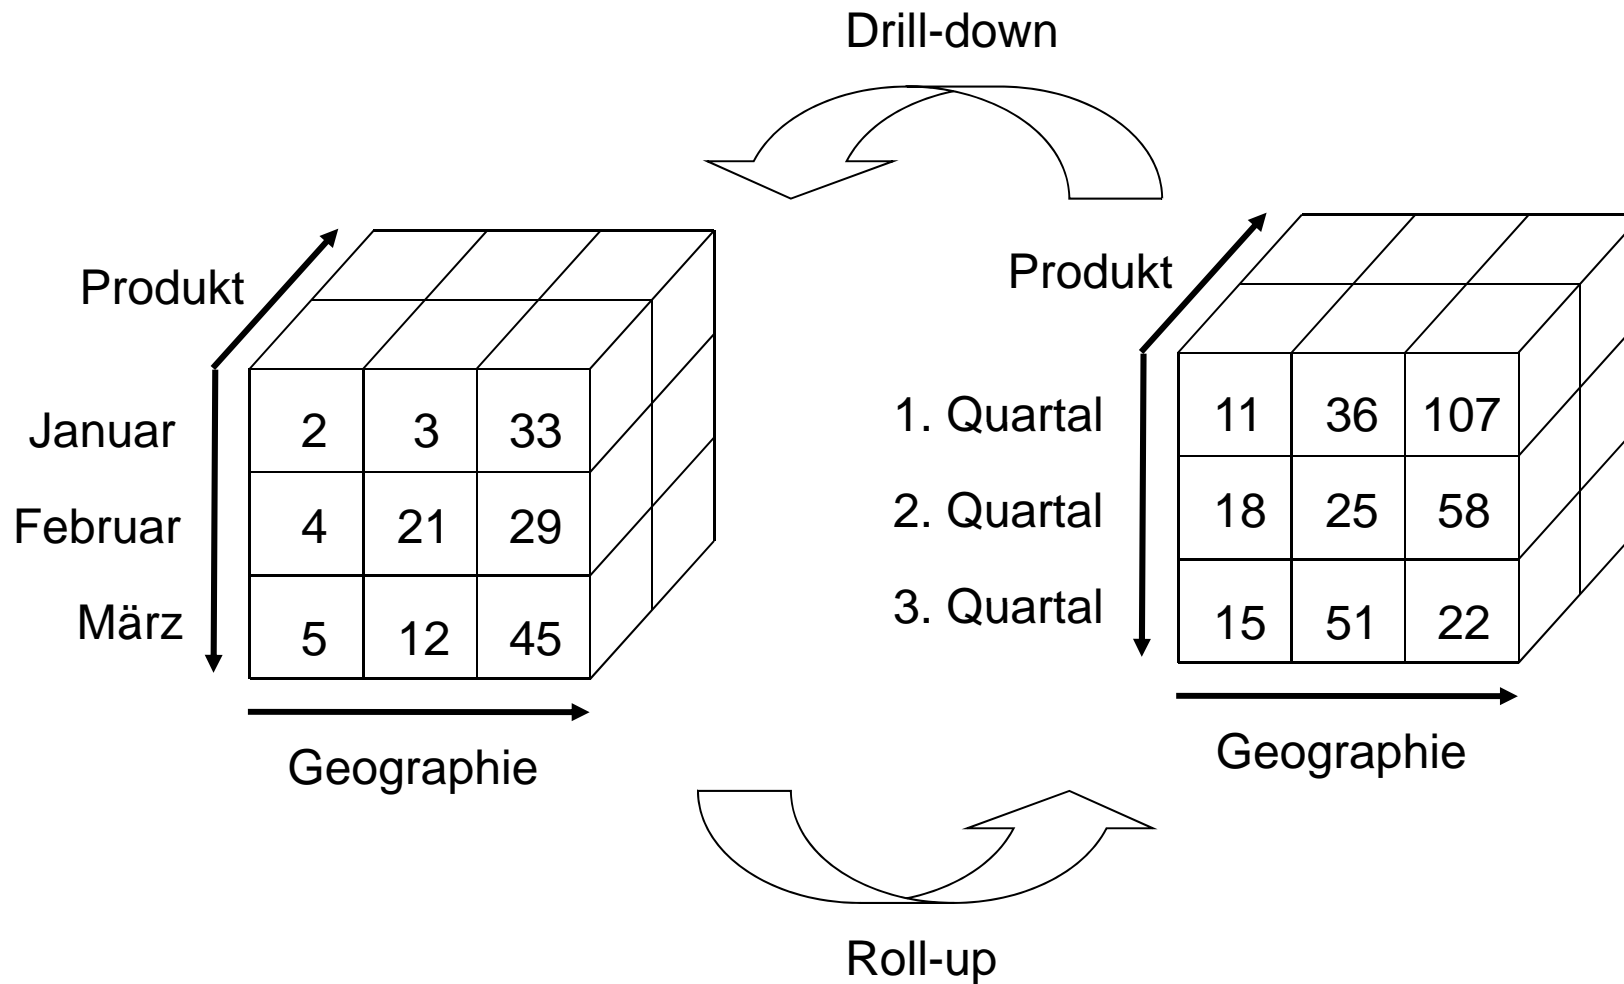 Drill-down
Produkt
Januar 2 3 33
Februar 4 21 29
März 5 12 45
Geographie
Produkt
1. Quartal 11 36 107
2. Quartal 18 25 58
3. Quartal 15 51 22
Geographie
Roll-up